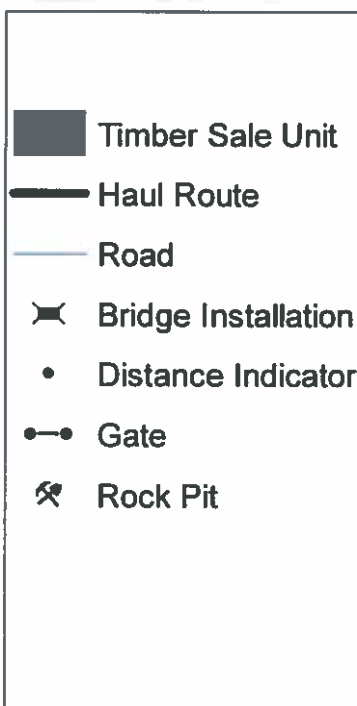 Timber Sale Unit
Haul Route
Road
Bridge Installation
Distance Indicator
Gate
Rock Pit